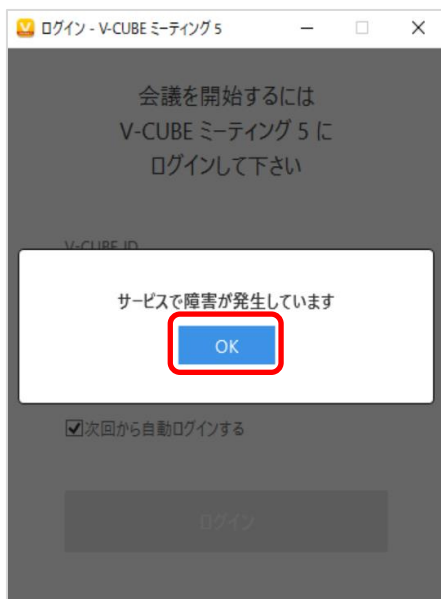 ログイン - V-CUBE ミーティング 5
会議を開始するには
V-CUBE ミーティング 5 に
ログインして下さい
V-CUBE ID
サービスで障害が発生しています
OK
次回から自動ログインする
ログイン